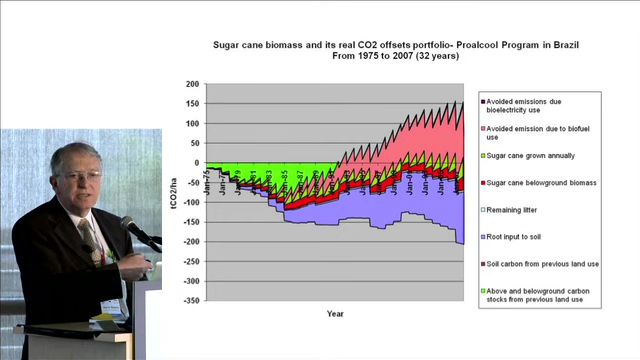 Sugar cane biomass and its real CO2 offsets portfolio- Proalcool Program in Brazil
From 1975 to 2007 (32 years)
200
150
100
50
0
-50
-100
-150
-200
-250
-300
-350
tCO2/ha
Jan-75
Year
Avoided emissions due
bioelectricity use
Avoided emission due to biofuel
use
Sugar cane grown annually
Sugar cane belowground biomass
Remaining litter
Root input to soil
Soil carbon from previous land use
Above and belowground carbon
stocks from previous land use